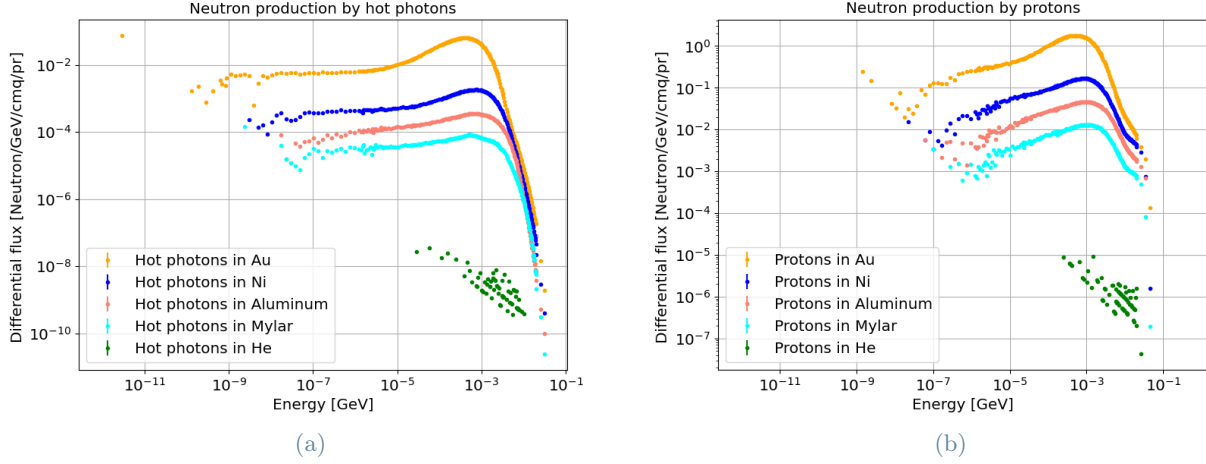 Neutron production by hot photons
Differential flux [Neutron/GeV/cmq/pr]
10^-2
10^-4
10^-6
10^-8
10^-10
Hot photons in Au
Hot photons in Ni
Hot photons in Aluminum
Hot photons in Mylar
Hot photons in He
10^-11
10^-9
10^-7
10^-5
10^-3
10^-1
Energy [GeV]
(a)
Neutron production by protons
Differential flux [Neutron/GeV/cmq/pr]
10^0
10^-1
10^-2
10^-3
10^-4
10^-5
10^-6
10^-7
Protons in Au
Protons in Ni
Protons in Aluminum
Protons in Mylar
Protons in He
10^-11
10^-9
10^-7
10^-5
10^-3
10^-1
Energy [GeV]
(b)